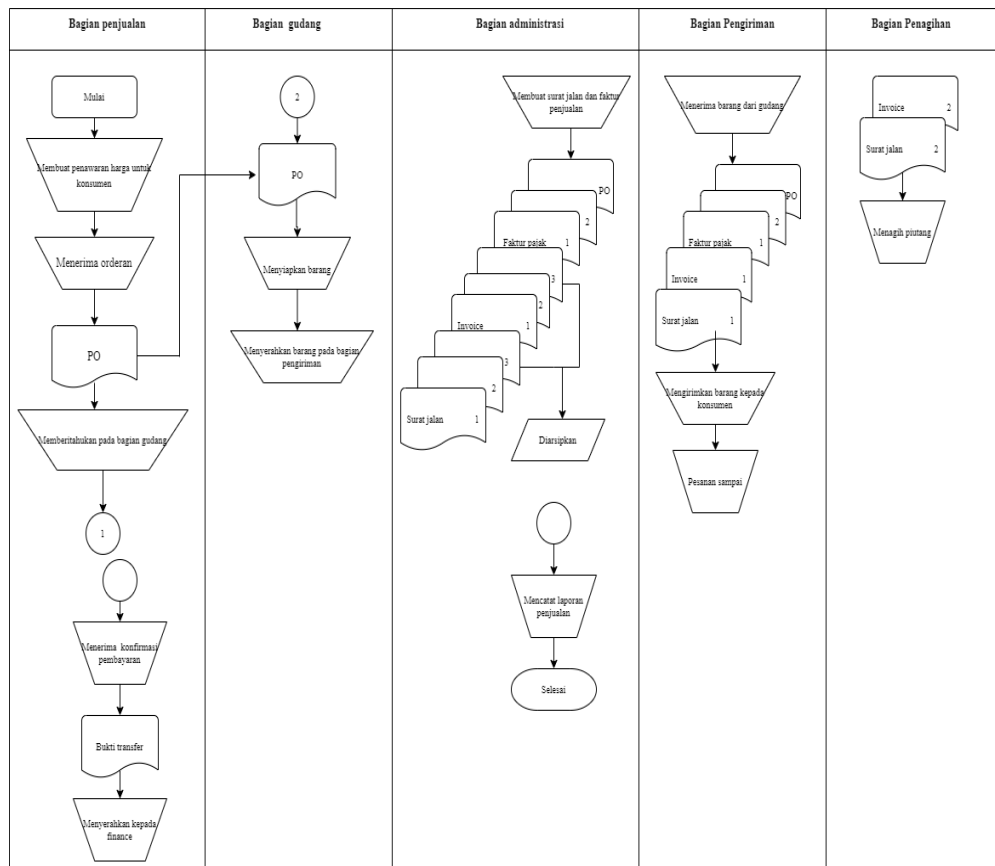 Bagian penjualan
Bagian gudang
Bagian administrasi
Bagian Pengiriman
Bagian Penagihan
Mulai
Membuat penawaran harga untuk
konsumen
Menerima orderan
PO
Memberitahukan pada bagian gudang
1
Menerima konfirmasi
pembayaran
Bukti transfer
Menyerahkan kepada
finance
2
PO
Menyiapkan barang
Menyerahkan barang pada bagian
pengiriman
Membuat surat jalan dan faktur
penjualan
PO
2
Faktur pajak 1
3
2
Invoice 1
3
2
Surat jalan 1
Diarsipkan
Mencatat laporan
penjualan
Selesai
Menerima barang dari gudang
PO
2
Faktur pajak 1
Invoice 1
Surat jalan 1
Mengirimkan barang kepada
konsumen
Pesanan sampai
Invoice 2
Surat jalan 2
Menagih piutang